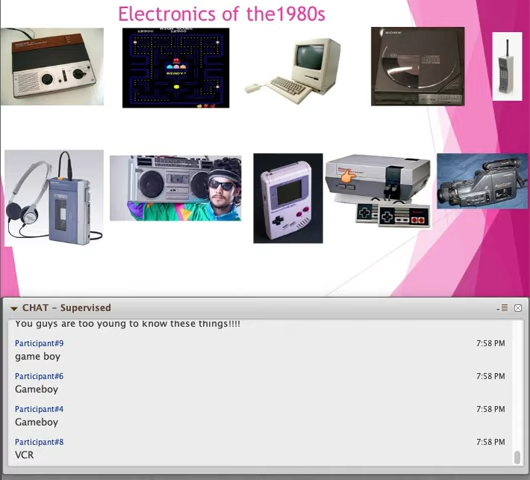 Electronics of the1980s
CHAT - Supervised
You guys are too young to know these things!!!!
Participant#9 7:58 PM
game boy
Participant#6 7:58 PM
Gameboy
Participant#4 7:58 PM
Gameboy
Participant#8 7:58 PM
VCR